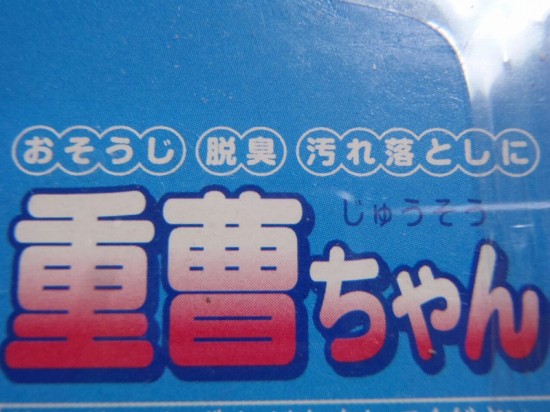 おそうじ 脱臭 汚れ落としに
じゅうそう
重曹ちゃん